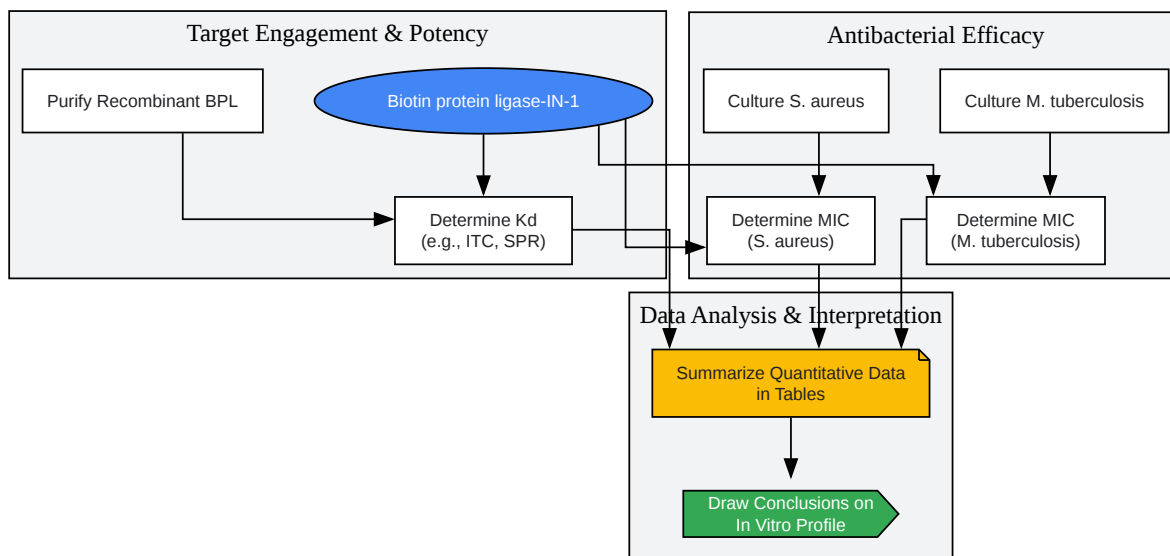 Target Engagement & Potency
Purify Recombinant BPL
Biotin protein ligase-IN-1
Determine Kd
(e.g., ITC, SPR)
Antibacterial Efficacy
Culture S. aureus
Culture M. tuberculosis
Determine MIC
(S. aureus)
Determine MIC
(M. tuberculosis)
Data Analysis & Interpretation
Summarize Quantitative Data
in Tables
Draw Conclusions on
In Vitro Profile